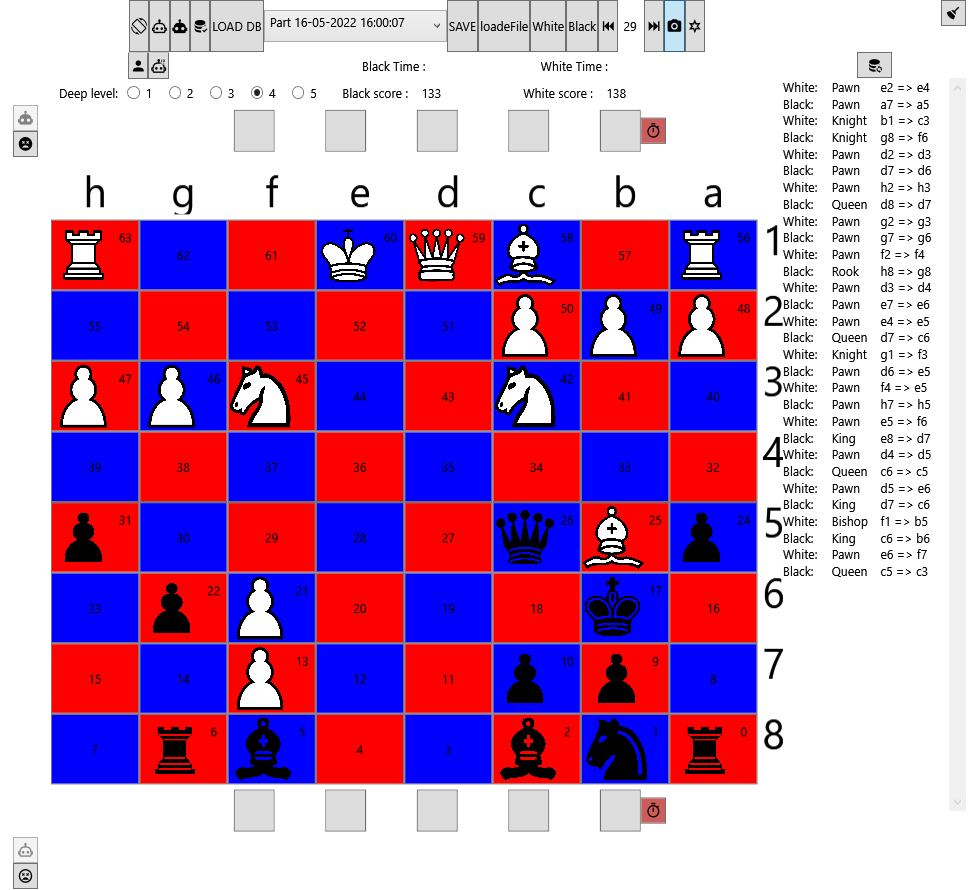 LOAD DB Part 16-05-2022 16:00:07 SAVE loadeFile White Black 29
Black Time : White Time :
Deep level: 1 2 3 4 5 Black score : 133 White score : 138
h g f e d c b a
63 62 61 60 59 58 57 56 1
55 54 53 52 51 50 49 48 2
47 46 45 44 43 42 41 40 3
39 38 37 36 35 34 33 32 4
31 30 29 28 27 26 25 24 5
23 22 21 20 19 18 17 16 6
15 14 13 12 11 10 9 8 7
7 6 5 4 3 2 1 0 8
White: Pawn e2 => e4
Black: Pawn a7 => a5
White: Knight b1 => c3
Black: Knight g8 => f6
White: Pawn d2 => d3
Black: Pawn d7 => d6
White: Pawn h2 => h3
Black: Queen d8 => d7
White: Pawn g2 => g3
Black: Pawn g7 => g6
White: Pawn f2 => f4
Black: Rook h8 => g8
White: Pawn d3 => d4
Black: Pawn e7 => e6
White: Pawn e4 => e5
Black: Queen d7 => c6
White: Knight g1 => f3
Black: Pawn d6 => e5
White: Pawn f4 => e5
Black: Pawn h7 => h5
White: Pawn e5 => f6
Black: King e8 => d7
White: Pawn d4 => d5
Black: Queen c6 => c5
White: Pawn d5 => e6
Black: King d7 => c6
White: Bishop f1 => b5
Black: King c6 => b6
White: Pawn e6 => f7
Black: Queen c5 => c3